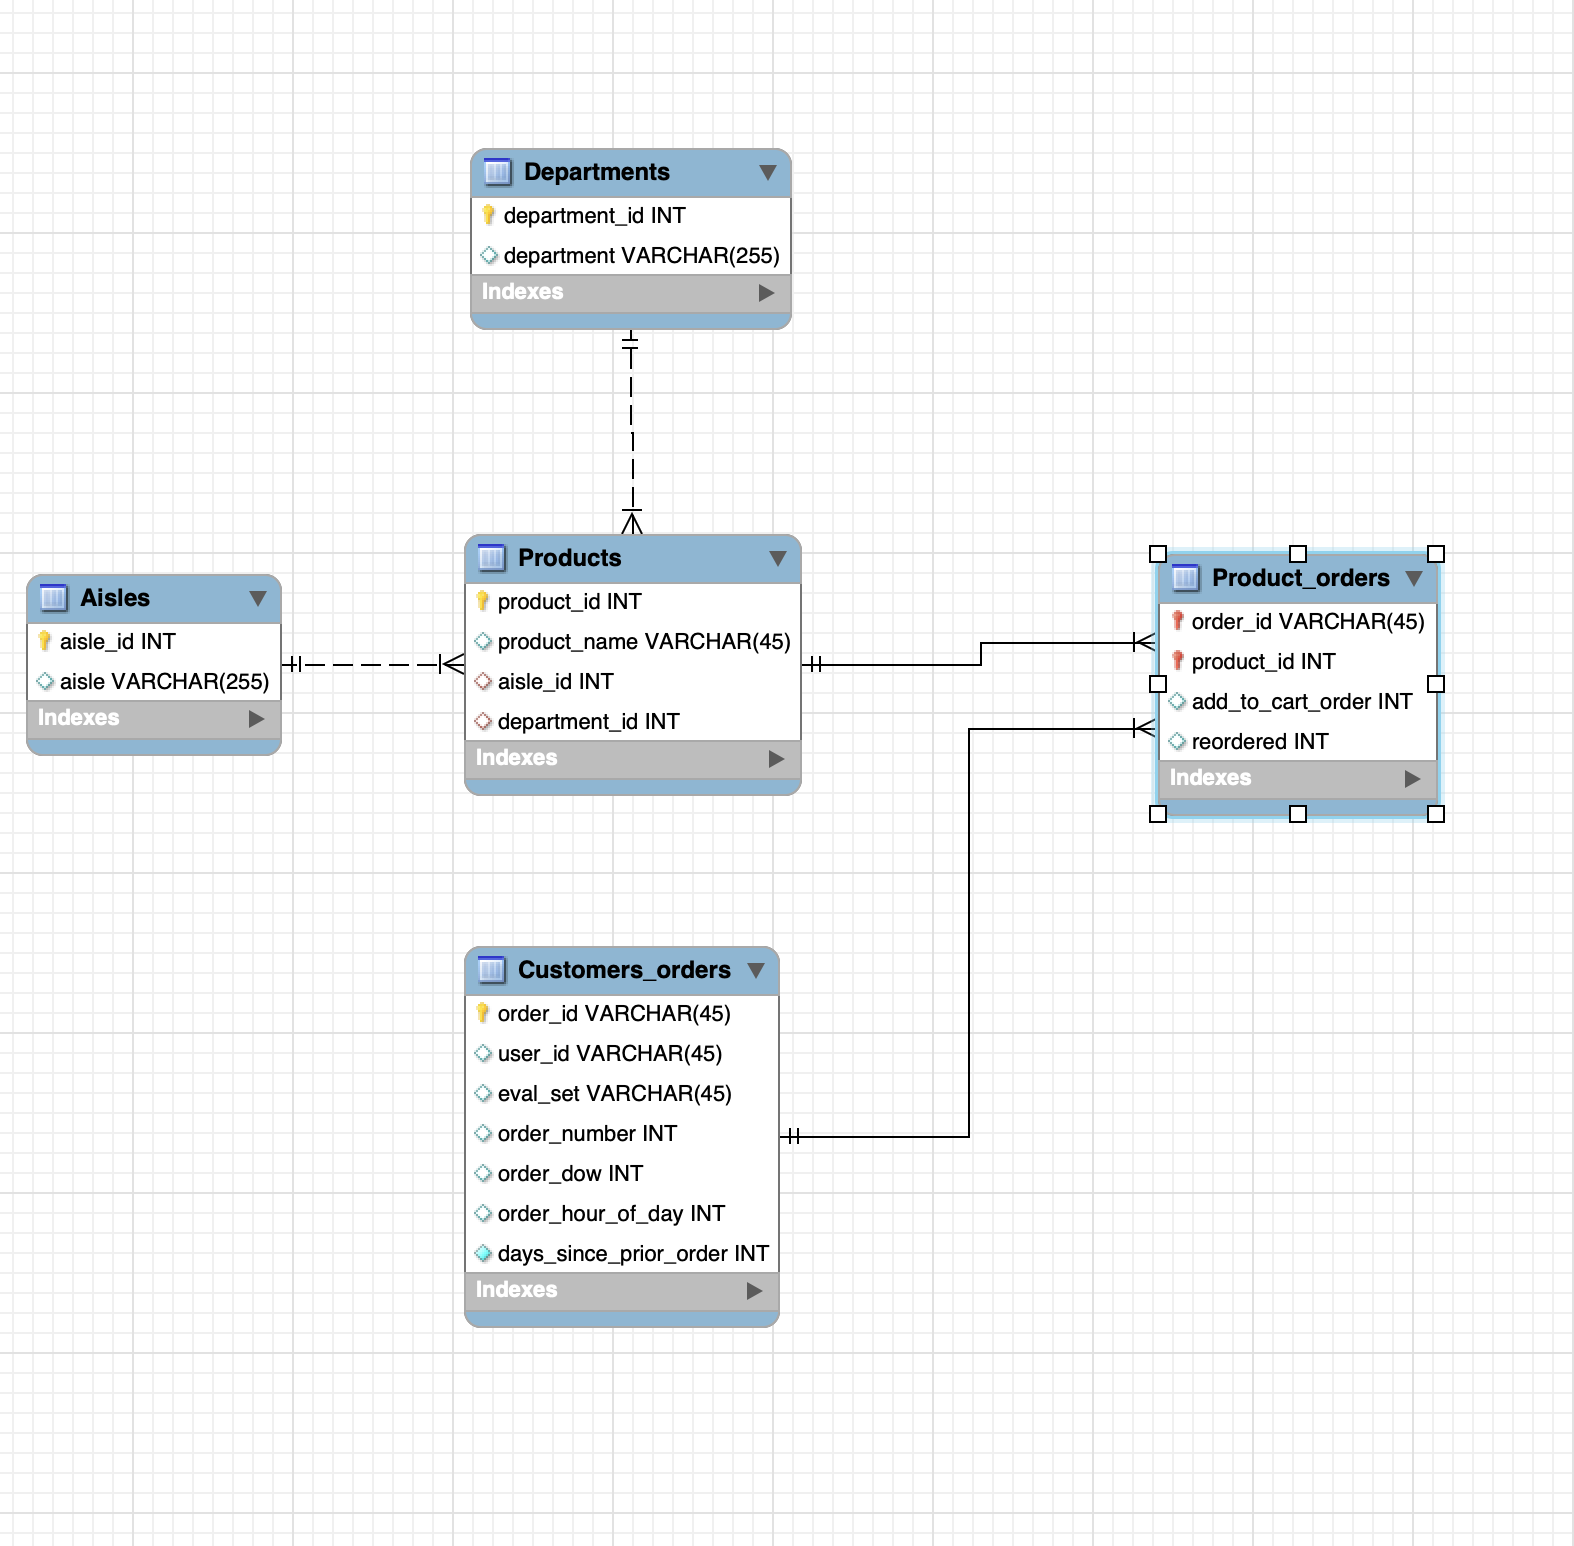 Departments
department_id INT
department VARCHAR(255)
Indexes
Products
product_id INT
product_name VARCHAR(45)
aisle_id INT
department_id INT
Indexes
Aisles
aisle_id INT
aisle VARCHAR(255)
Indexes
Product_orders
order_id VARCHAR(45)
product_id INT
add_to_cart_order INT
reordered INT
Indexes
Customers_orders
order_id VARCHAR(45)
user_id VARCHAR(45)
eval_set VARCHAR(45)
order_number INT
order_dow INT
order_hour_of_day INT
days_since_prior_order INT
Indexes